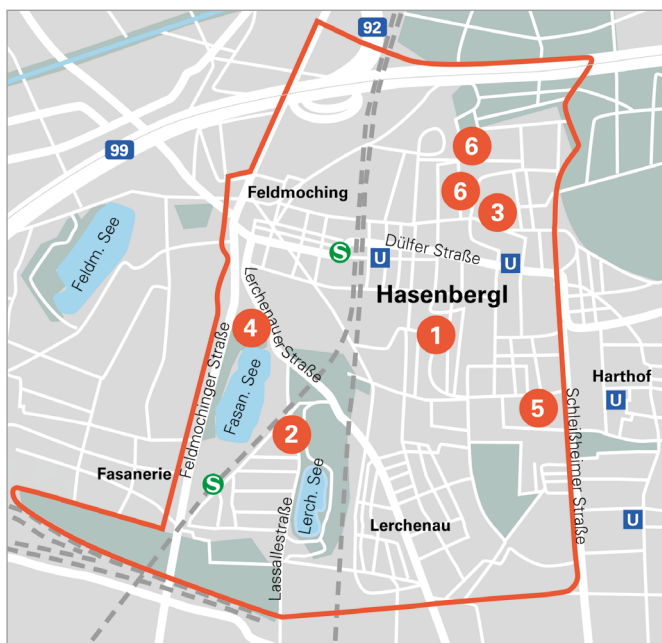 92
99
6
Feldmoching
6
3
Feldm. See
Dülfer Straße
S
U
U
Hasenbergl
Lerchenauer Straße
4
1
Feldmochinger Straße
Fasan. See
Harthof
U
5
Schleißheimer Straße
2
Fasanerie
S
Lerch. See
Lassallestraße
Lerchenau
U